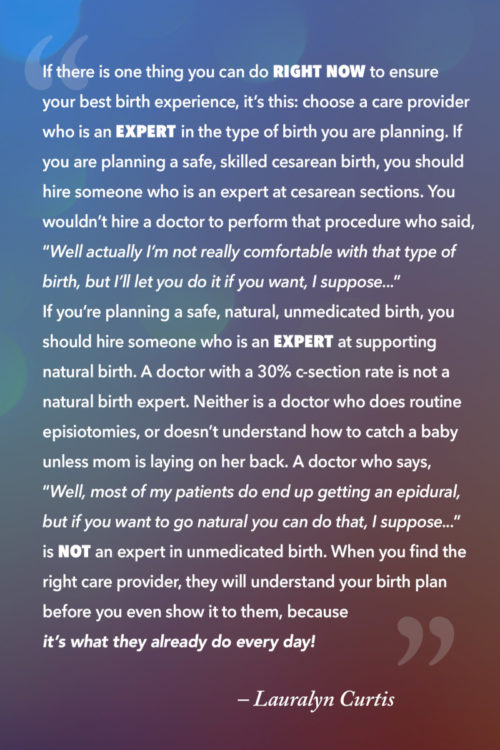 If there is one thing you can do RIGHT NOW to ensure
your best birth experience, it’s this: choose a care provider
who is an EXPERT in the type of birth you are planning. If
you are planning a safe, skilled cesarean birth, you should
hire someone who is an expert at cesarean sections. You
wouldn’t hire a doctor to perform that procedure who said,
“Well actually I’m not really comfortable with that type of
birth, but I’ll let you do it if you want, I suppose...”
If you’re planning a safe, natural, unmedicated birth, you
should hire someone who is an EXPERT at supporting
natural birth. A doctor with a 30% c-section rate is not a
natural birth expert. Neither is a doctor who does routine
episiotomies, or doesn’t understand how to catch a baby
unless mom is laying on her back. A doctor who says,
“Well, most of my patients do end up getting an epidural,
but if you want to go natural you can do that, I suppose...”
is NOT an expert in unmedicated birth. When you find the
right care provider, they will understand your birth plan
before you even show it to them, because
it’s what they already do every day!
– Lauralyn Curtis